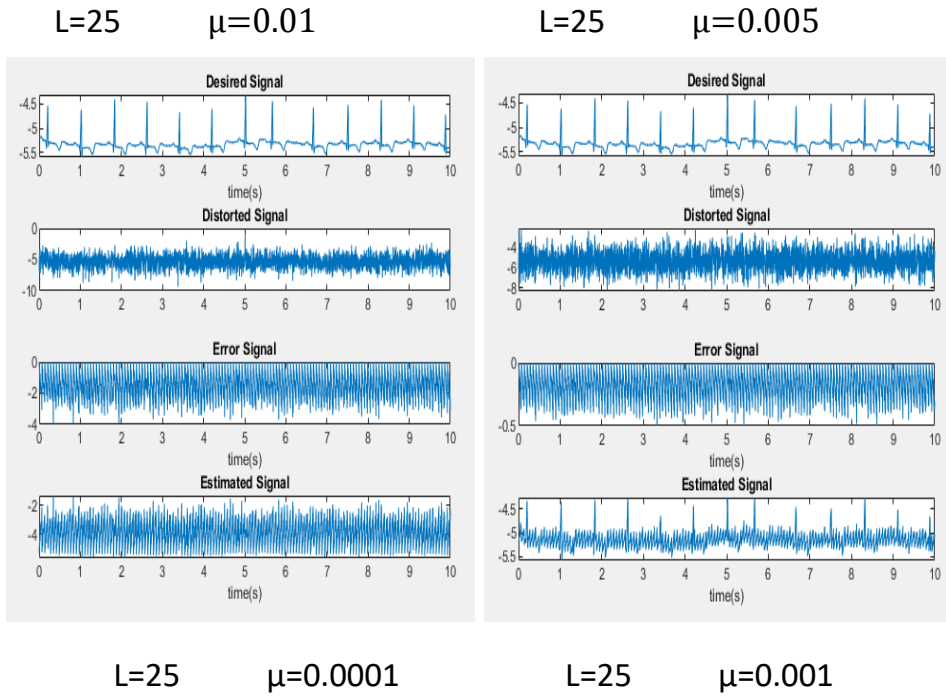 L=25 μ=0.01 L=25 μ=0.005
Desired Signal
-4.5
-5
-5.5
0 1 2 3 4 5 6 7 8 9 10
time(s)
Distorted Signal
0
-5
-10
0 1 2 3 4 5 6 7 8 9 10
Error Signal
0
-2
-4
0 1 2 3 4 5 6 7 8 9 10
time(s)
Estimated Signal
-2
-4
0 1 2 3 4 5 6 7 8 9 10
time(s)
Desired Signal
-4.5
-5
-5.5
0 1 2 3 4 5 6 7 8 9 10
time(s)
Distorted Signal
-4
-6
-8
0 1 2 3 4 5 6 7 8 9 10
Error Signal
0
-0.5
0 1 2 3 4 5 6 7 8 9 10
time(s)
Estimated Signal
-4.5
-5
-5.5
0 1 2 3 4 5 6 7 8 9 10
time(s)
L=25 μ=0.0001 L=25 μ=0.001